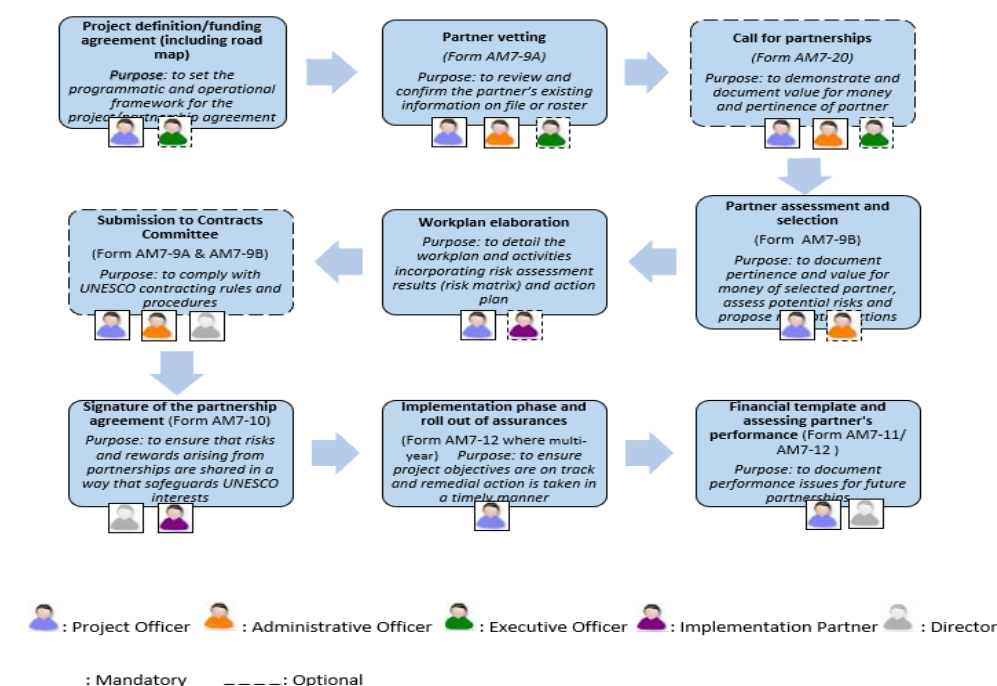 Project definition/funding
agreement (including road
map)
Purpose: to set the
programmatic and operational
framework for the
project/partnership agreement
Partner vetting
(Form AM7-9A)
Purpose: to review and
confirm the partner's existing
information on file or roster
Call for partnerships
(Form AM7-20)
Purpose: to demonstrate and
document value for money
and pertinence of partner
Partner assessment and
selection
(Form AM7-9B)
Purpose: to document
pertinence and value for
money of selected partner,
assess potential risks and
propose
Workplan elaboration
Purpose: to detail the
workplan and activities
incorporating risk assessment
results (risk matrix) and action
plan
Submission to Contracts
Committee
(Form AM7-9A & AM7-9B)
Purpose: to comply with
UNESCO contracting rules and
procedures
Signature of the partnership
agreement (Form AM7-10)
Purpose: to ensure that risks
and rewards arising from
partnerships are shared in a
way that safeguards UNESCO
interests
Implementation phase and
roll out of assurances
(Form AM7-12 where multi-
year) Purpose: to ensure
project objectives are on track
and remedial action is taken in
a timely manner
Financial template and
assessing partner's
performance (Form AM7-11/
AM7-12 )
Purpose: to document
performance issues for future
partnerships
: Project Officer : Administrative Officer : Executive Officer : Implementation Partner : Director
: Mandatory : Optional